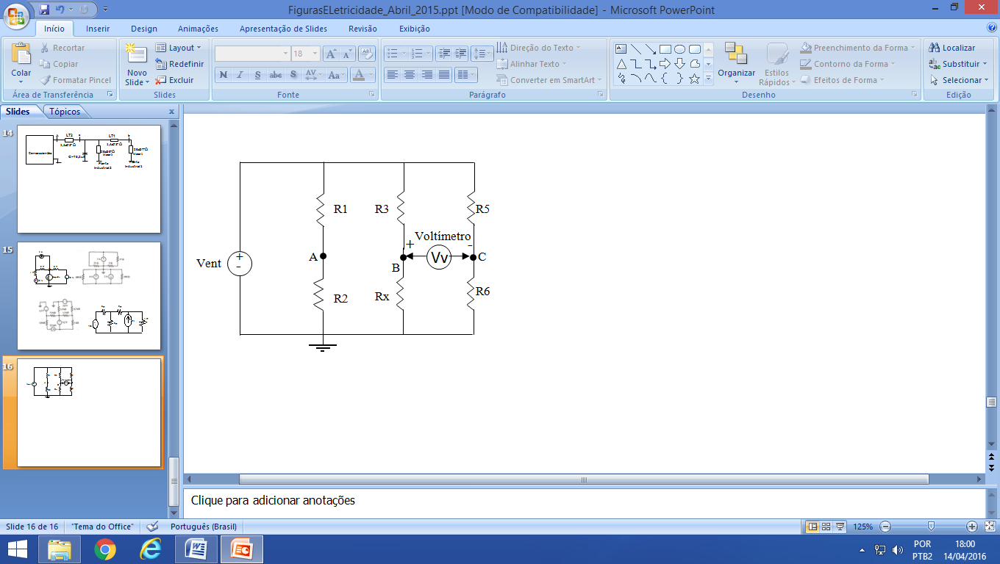 FigurasELetricidade_Abril_2015.ppt [Modo de Compatibilidade] - Microsoft PowerPoint
Início Inserir Design Animações Apresentação de Slides Revisão Exibição
Colar
Recortar
Copiar
Formatar Pincel
Área de Transferência
Novo
Slide
Layout
Redefinir
Excluir
Slides
18
N I S abc S AV Aa A
Fonte
Direção do Texto
Alinhar Texto
Converter em SmartArt
Parágrafo
Organizar
Estilos
Rápidos
Preenchimento da Forma
Contorno da Forma
Efeitos de Forma
Desenho
Localizar
Substituir
Selecionar
Edição
Slides Tópicos x
14
LT2 LT1
Concessionária
15
16
R1 R3 R5
Voltímetro
+ -
Vent + - A B Vv C
R2 Rx R6
Clique para adicionar anotações
Slide 16 de 16 "Tema do Office" Português (Brasil) 125%
POR 18:00
PTB2 14/04/2016